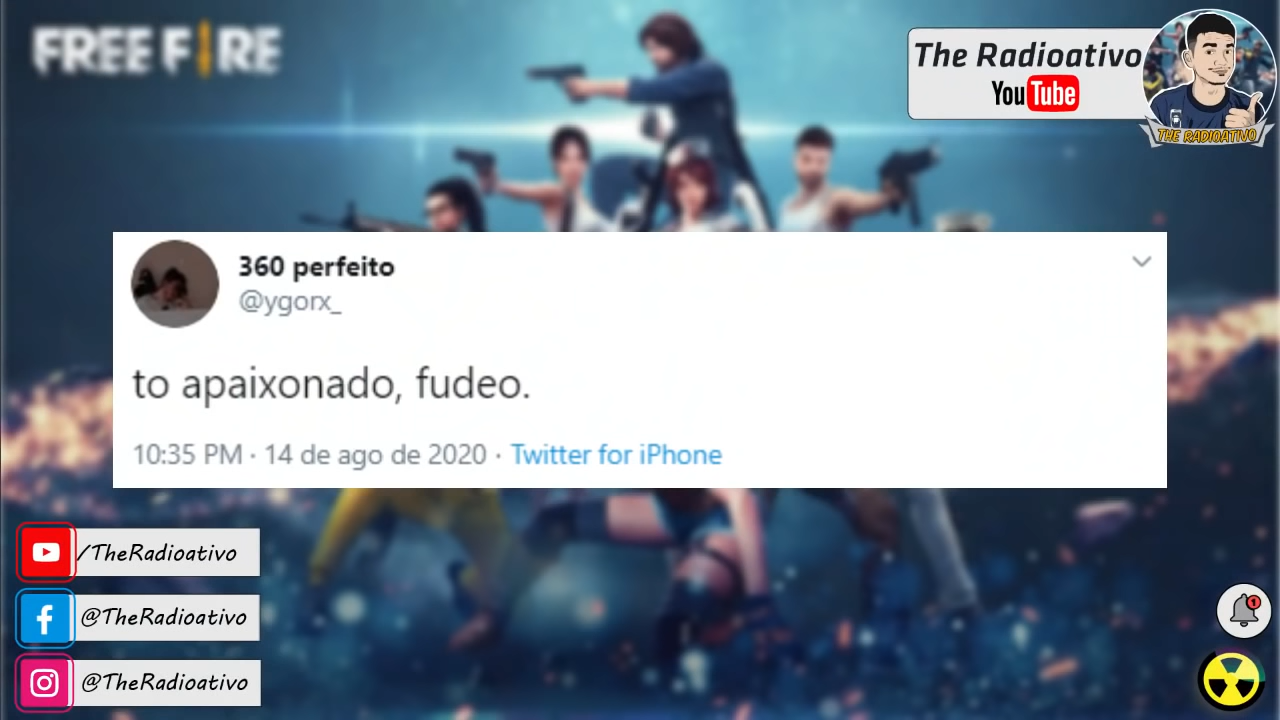 FREE FIRE
The Radioativo
YouTube
THE RADIOATIVO
360 perfeito
@ygorx_
to apaixonado, fudeo.
10:35 PM · 14 de ago de 2020 · Twitter for iPhone
/TheRadioativo
@TheRadioativo
@TheRadioativo
1